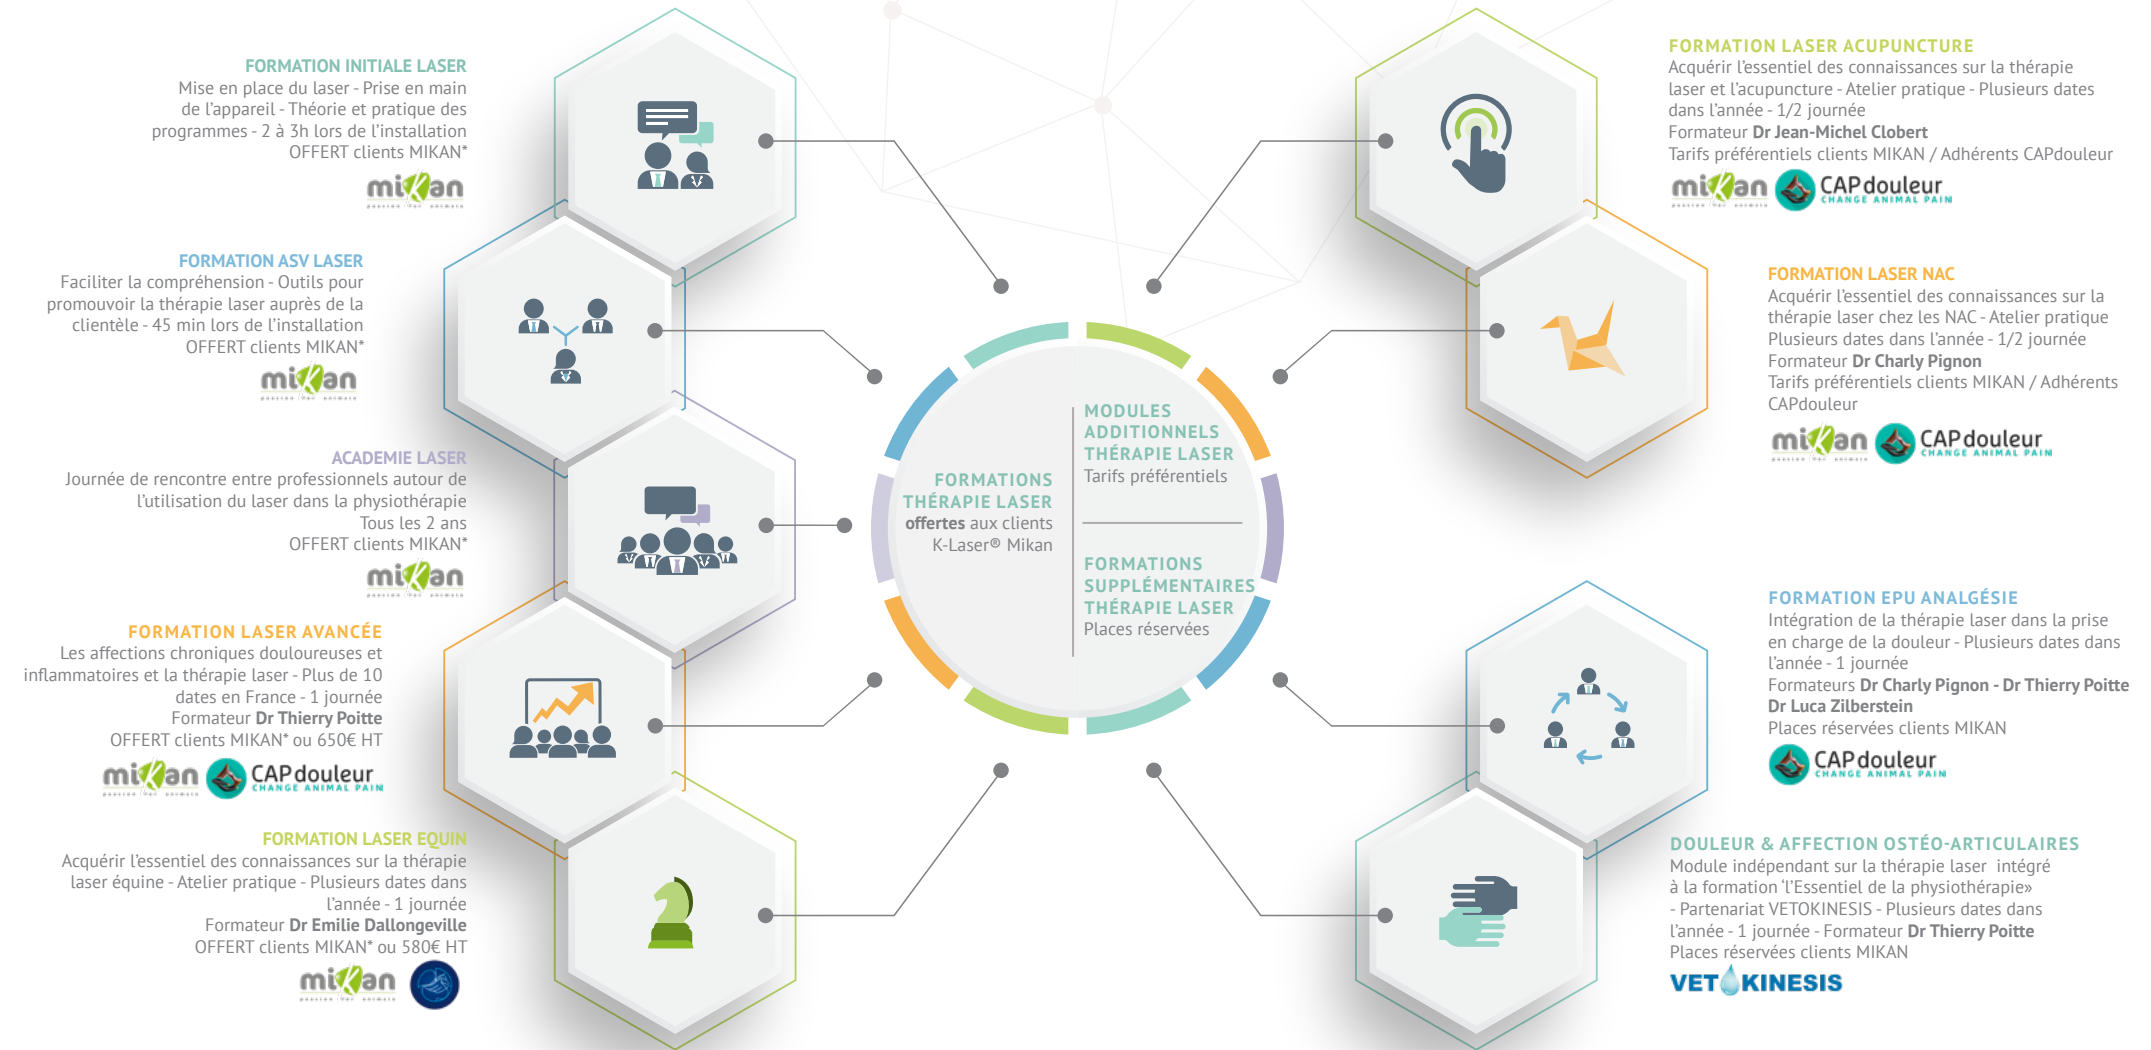 FORMATION INITIALE LASER
Mise en place du laser - Prise en main
de l'appareil - Théorie et pratique des
programmes - 2 à 3h lors de l'installation
OFFERT clients MIKAN*
mikan
FORMATION ASV LASER
Faciliter la compréhension - Outils pour
promouvoir la thérapie laser auprès de la
clientèle - 45 min lors de l'installation
OFFERT clients MIKAN*
mikan
ACADEMIE LASER
Journée de rencontre entre professionnels autour de
l'utilisation du laser dans la physiothérapie
Tous les 2 ans
OFFERT clients MIKAN*
mikan
FORMATION LASER AVANCÉE
Les affections chroniques douloureuses et
inflammatoires et la thérapie laser - Plus de 10
dates en France - 1 journée
Formateur Dr Thierry Poitte
OFFERT clients MIKAN* ou 650€ HT
mikan CAPdouleur
CHANGE ANIMAL PAIN
FORMATION LASER EQUIN
Acquérir l'essentiel des connaissances sur la thérapie
laser équine - Atelier pratique - Plusieurs dates dans
l'année - 1 journée
Formateur Dr Emilie Dallongeville
OFFERT clients MIKAN* ou 580€ HT
mikan
FORMATIONS
THÉRAPIE LASER
offertes aux clients
K-Laser® Mikan
MODULES
ADDITIONNELS
THÉRAPIE LASER
Tarifs préférentiels
FORMATIONS
SUPPLÉMENTAIRES
THÉRAPIE LASER
Places réservées
FORMATION LASER ACUPUNCTURE
Acquérir l'essentiel des connaissances sur la thérapie
laser et l'acupuncture - Atelier pratique - Plusieurs dates
dans l'année - 1/2 journée
Formateur Dr Jean-Michel Clobert
Tarifs préférentiels clients MIKAN / Adhérents CAPdouleur
mikan CAPdouleur
CHANGE ANIMAL PAIN
FORMATION LASER NAC
Acquérir l'essentiel des connaissances sur la
thérapie laser chez les NAC - Atelier pratique
Plusieurs dates dans l'année - 1/2 journée
Formateur Dr Charly Pignon
Tarifs préférentiels clients MIKAN / Adhérents
CAPdouleur
mikan CAPdouleur
CHANGE ANIMAL PAIN
FORMATION EPU ANALGÉSIE
Intégration de la thérapie laser dans la prise
en charge de la douleur - Plusieurs dates dans
l'année - 1 journée
Formateurs Dr Charly Pignon - Dr Thierry Poitte
Dr Luca Zilberstein
Places réservées clients MIKAN
CAPdouleur
CHANGE ANIMAL PAIN
DOULEUR & AFFECTION OSTÉO-ARTICULAIRES
Module indépendant sur la thérapie laser intégré
à la formation 'l'Essentiel de la physiothérapie»
- Partenariat VETOKINESIS - Plusieurs dates dans
l'année - 1 journée - Formateur Dr Thierry Poitte
Places réservées clients MIKAN
VET KINESIS